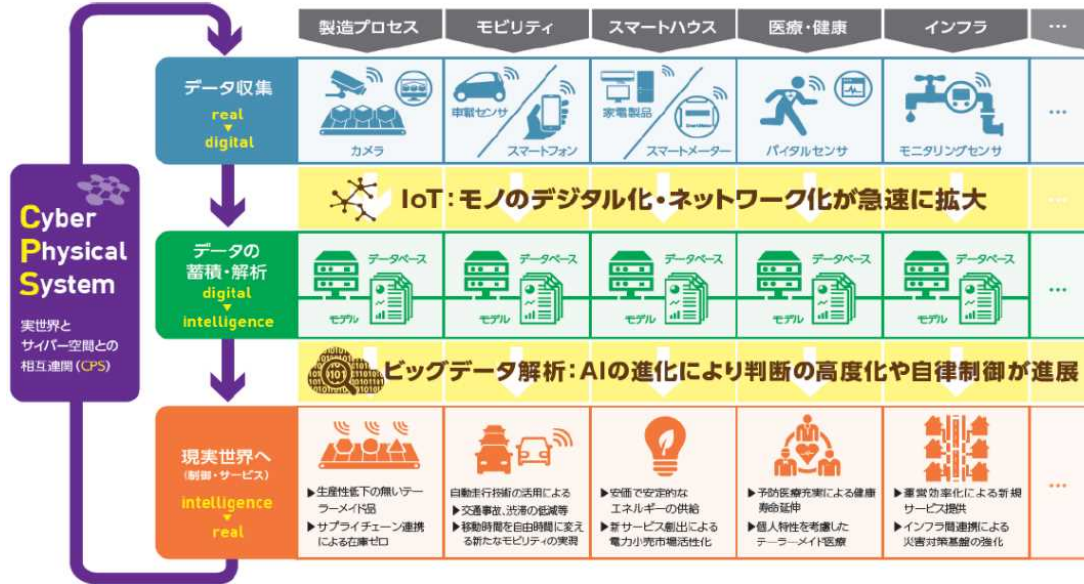 製造プロセス
モビリティ
スマートハウス
医療・健康
インフラ
…
データ収集
real
digital
カメラ
車載センサ
スマートフォン
家電製品
スマートメーター
バイタルセンサ
モニタリングセンサ
…
IoT:モノのデジタル化・ネットワーク化が急速に拡大
…
Cyber
Physical
System
実世界と
サイバー空間との
相互連関(CPS)
データの
蓄積・解析
digital
intelligence
データベース
モデル
データベース
モデル
データベース
モデル
データベース
モデル
データベース
モデル
…
ビッグデータ解析:AIの進化により判断の高度化や自律制御が進展
現実世界へ
(制御・サービス)
intelligence
real
▶生産性低下の無いテー
ラーメイド品
▶サプライチェーン連携
による在庫ゼロ
自動走行技術の活用による
▶交通事故、渋滞の低減等
▶移動時間を自由時間に変え
る新たなモビリティの実現
▶安価で安定的な
エネルギーの供給
▶新サービス創出による
電力小売市場活性化
▶予防医療充実による健康
寿命延伸
▶個人特性を考慮した
テーラーメイド医療
▶運営効率化による新規
サービス提供
▶インフラ間連携による
災害対策基盤の強化
…